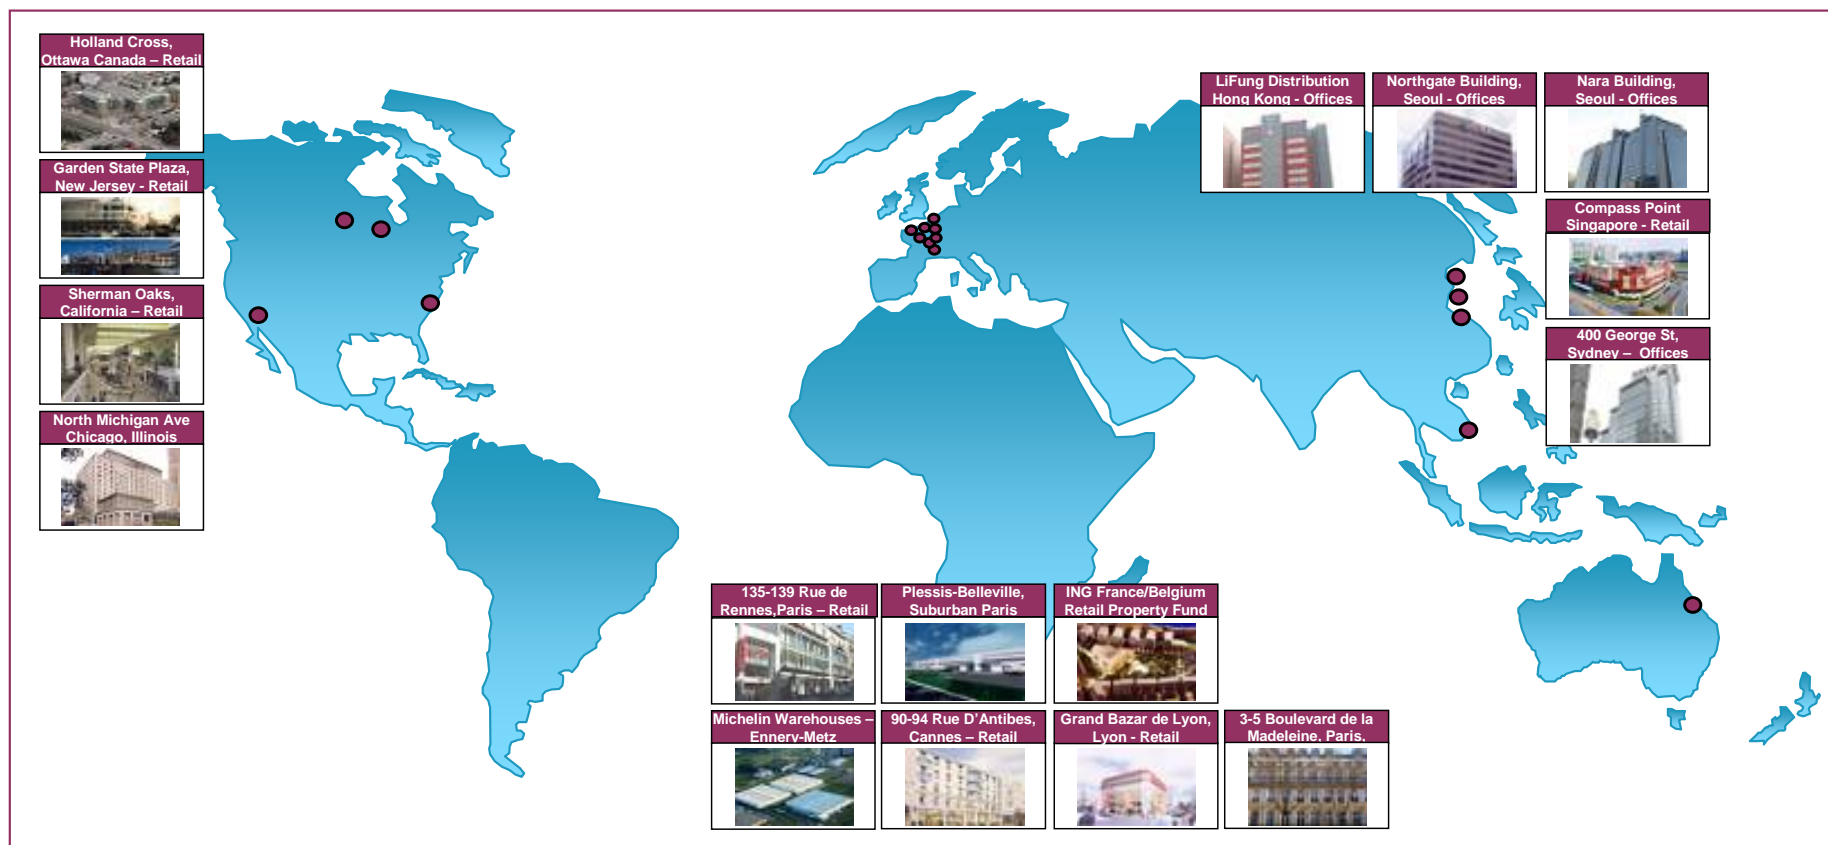 Holland Cross,
Ottawa Canada – Retail
Garden State Plaza,
New Jersey - Retail
Sherman Oaks,
California – Retail
North Michigan Ave
Chicago, Illinois
LiFung Distribution
Hong Kong - Offices
Northgate Building,
Seoul - Offices
Nara Building,
Seoul - Offices
Compass Point
Singapore - Retail
400 George St,
Sydney – Offices
135-139 Rue de
Rennes,Paris – Retail
Plessis-Belleville,
Suburban Paris
ING France/Belgium
Retail Property Fund
Michelin Warehouses –
Ennery-Metz
90-94 Rue D’Antibes,
Cannes – Retail
Grand Bazar de Lyon,
Lyon - Retail
3-5 Boulevard de la
Madeleine, Paris,